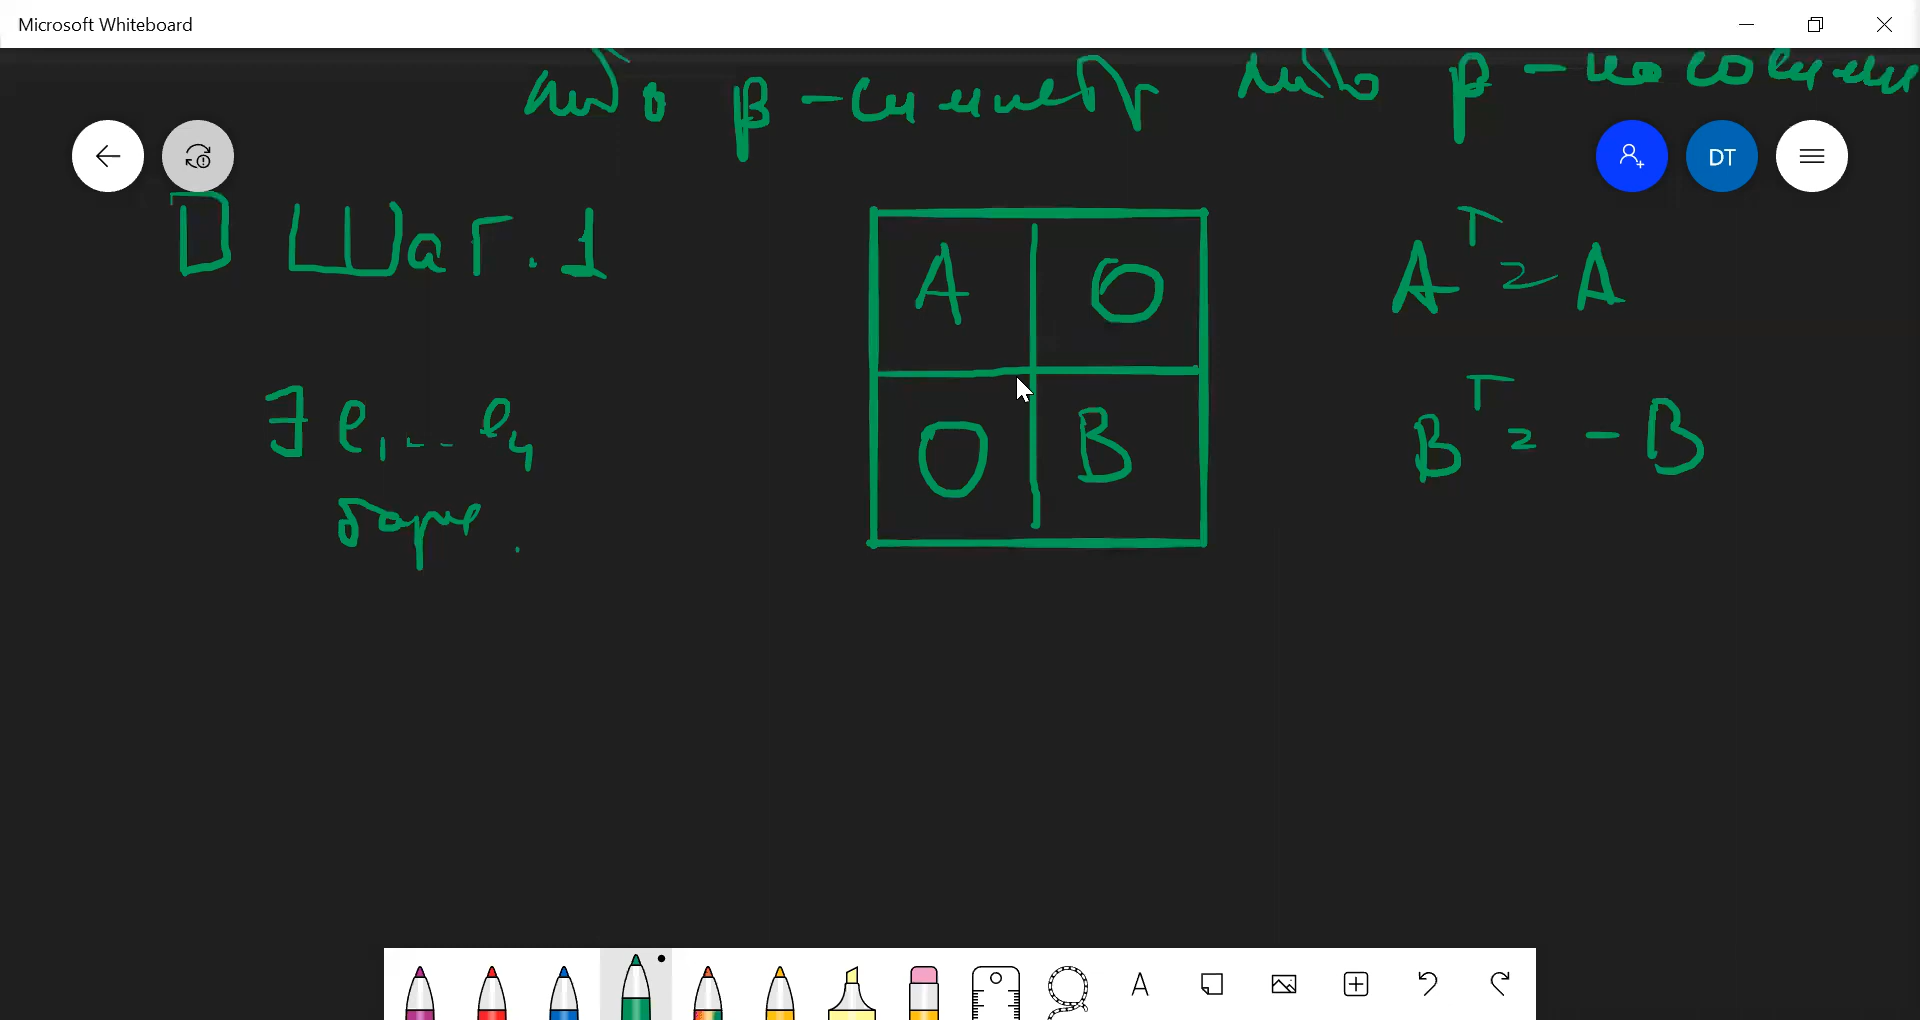 Microsoft Whiteboard
либо β-симметр либо β-кососимм
DT
Шаг. 1
A O
O B
Aᵀ = A
Bᵀ = - B
∃ e₁ ... e₄
базис.
A